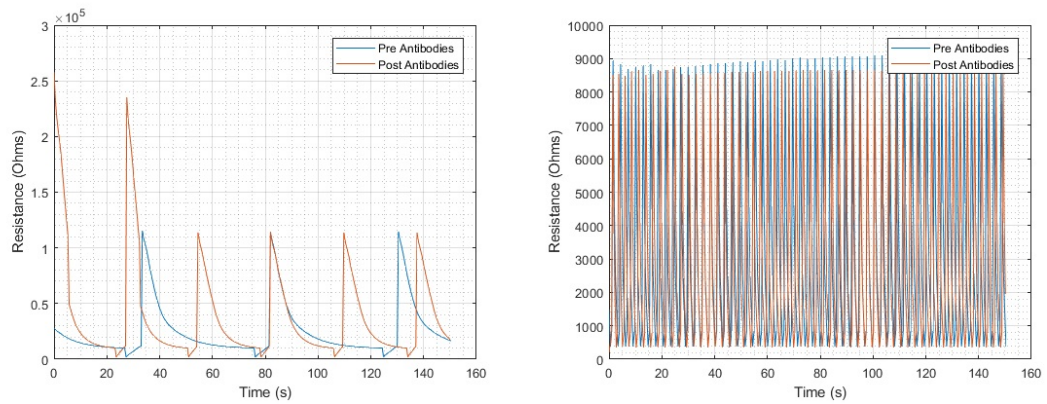 × 10⁵
3
2.5
2
1.5
1
0.5
0
0 20 40 60 80 100 120 140 160
Resistance (Ohms)
Time (s)
Pre Antibodies
Post Antibodies
10000
9000
8000
7000
6000
5000
4000
3000
2000
1000
0
0 20 40 60 80 100 120 140 160
Resistance (Ohms)
Time (s)
Pre Antibodies
Post Antibodies